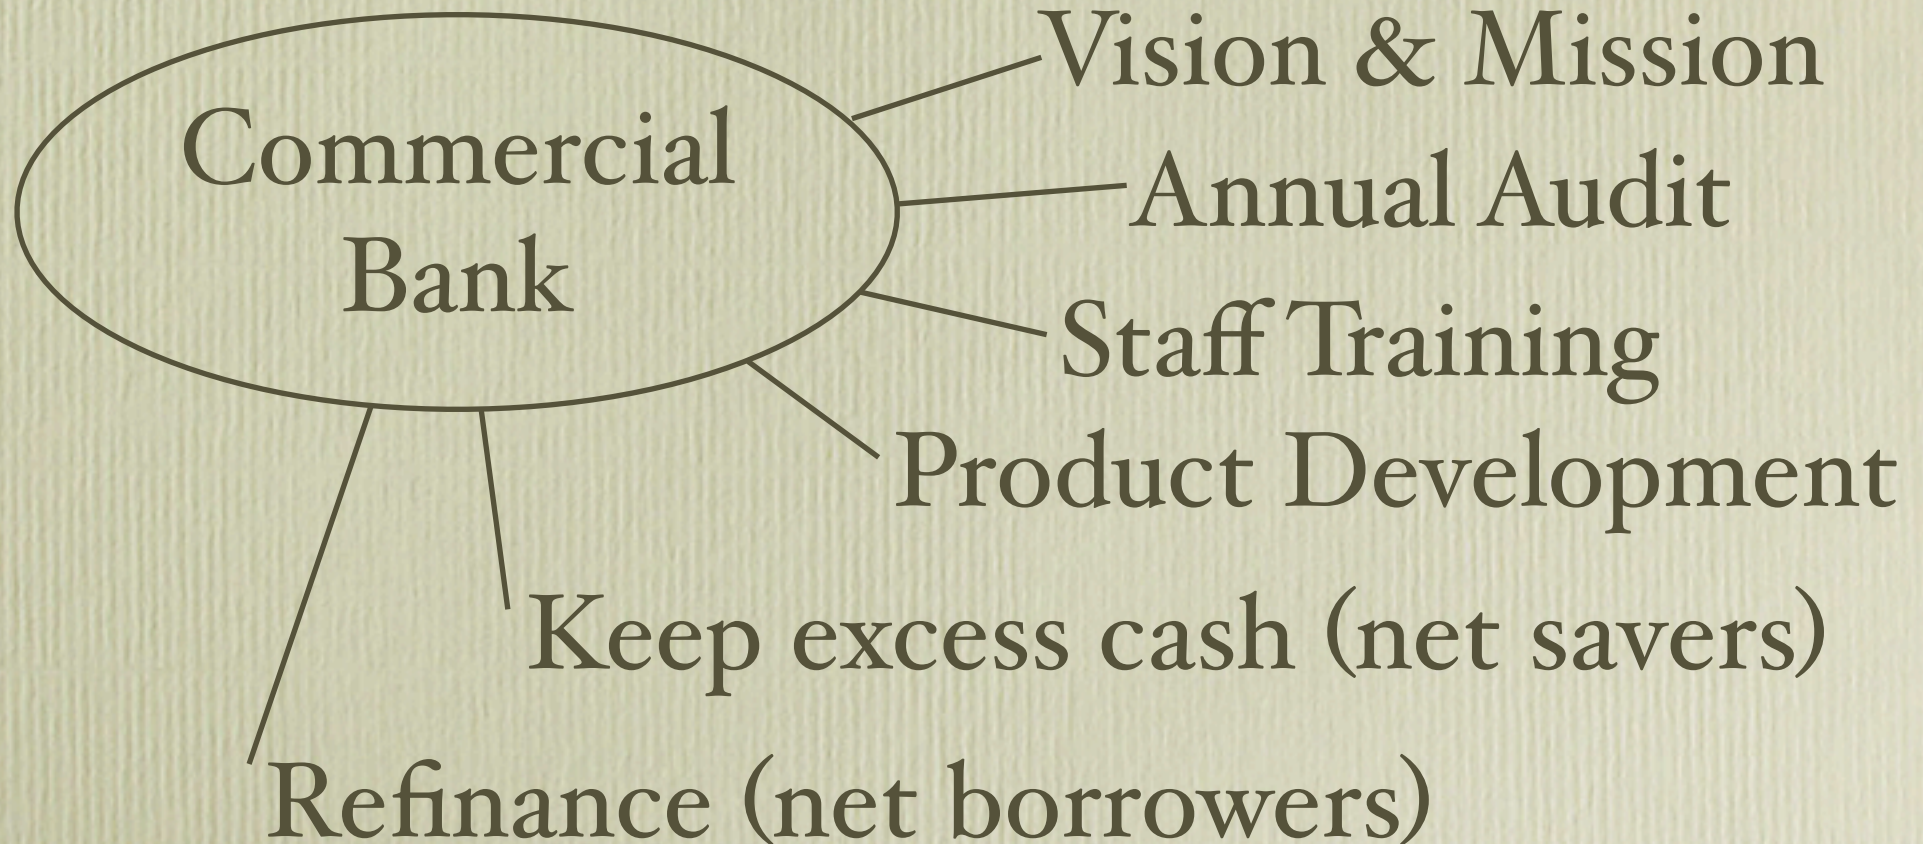 Commercial
Bank
Vision & Mission
Annual Audit
Staff Training
Product Development
Keep excess cash (net savers)
Refinance (net borrowers)